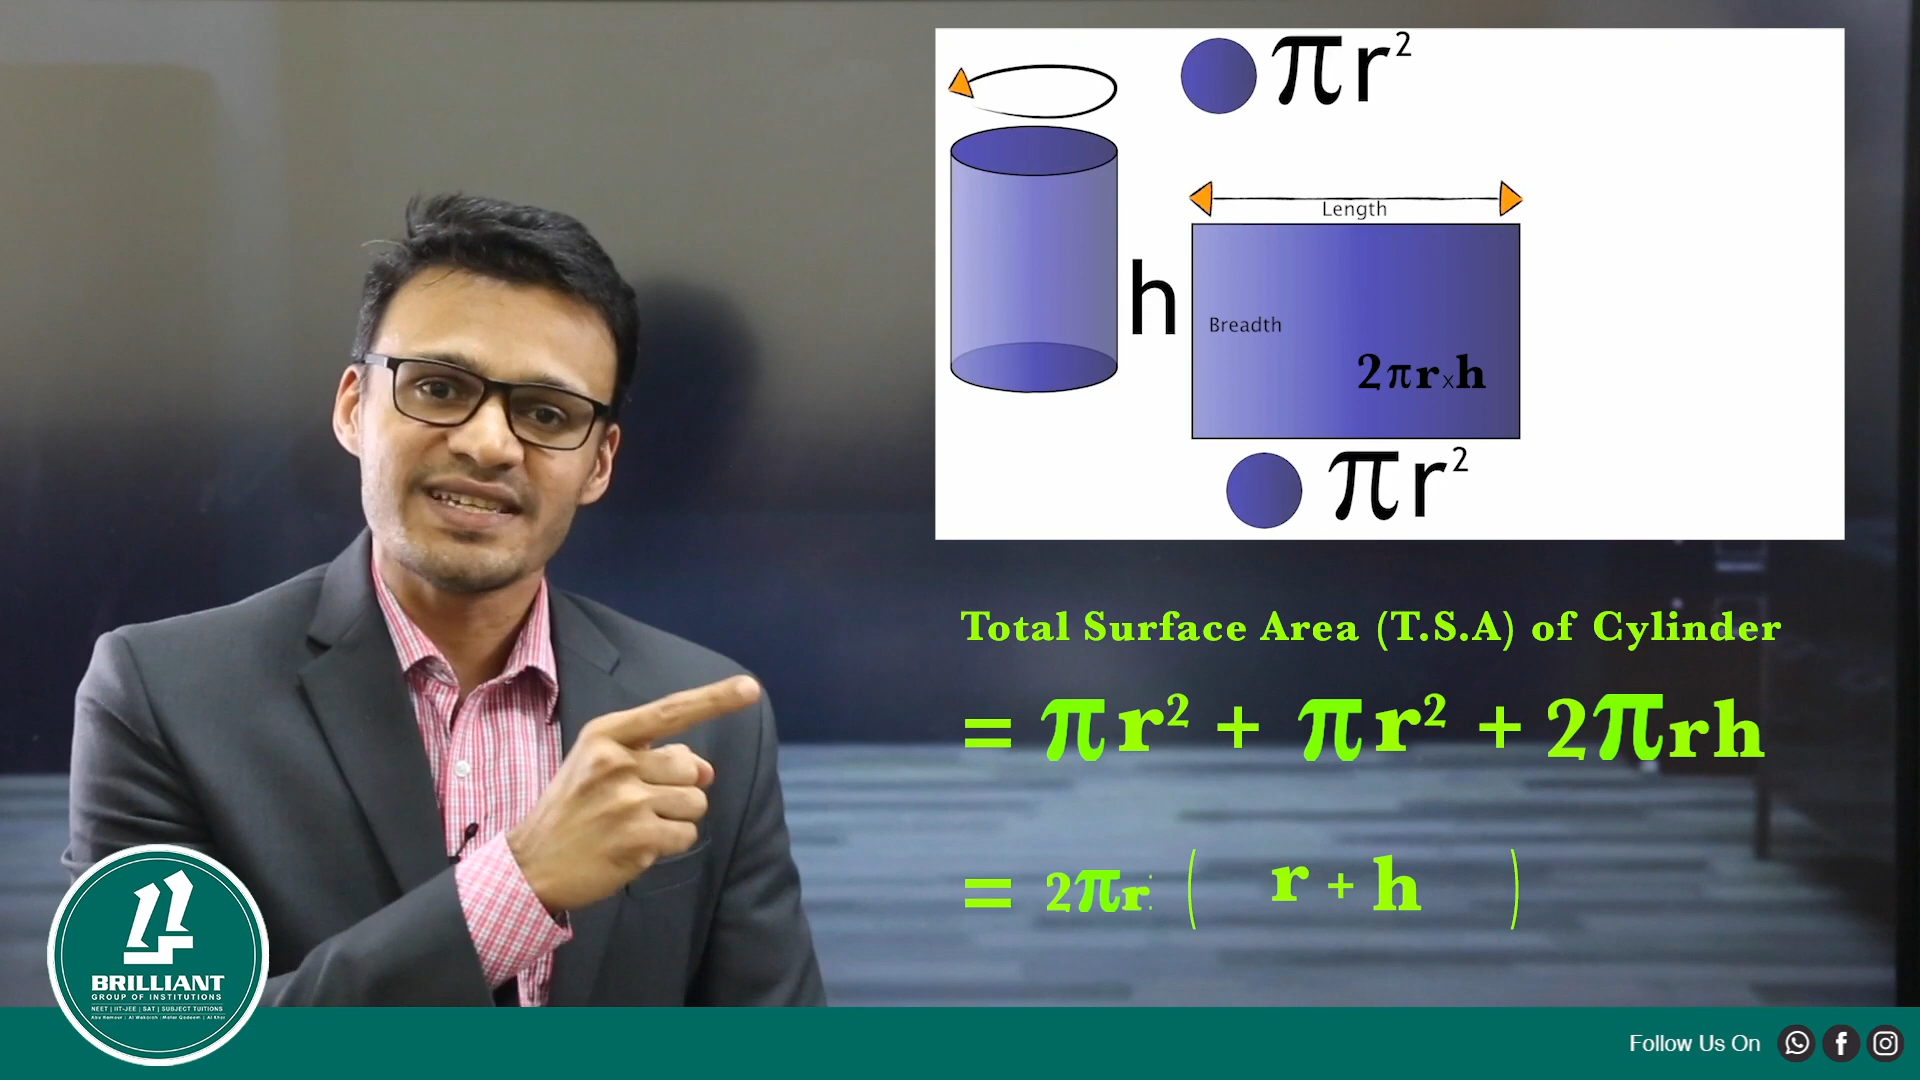 πr²
Length
h
Breadth
2πr x h
πr²
Total Surface Area (T.S.A) of Cylinder
= πr² + πr² + 2πrh
= 2πr ( r + h )
BRILLIANT
GROUP OF INSTITUTIONS
NEET | IIT-JEE | SAT | SUBJECT TUITIONS
Follow Us On